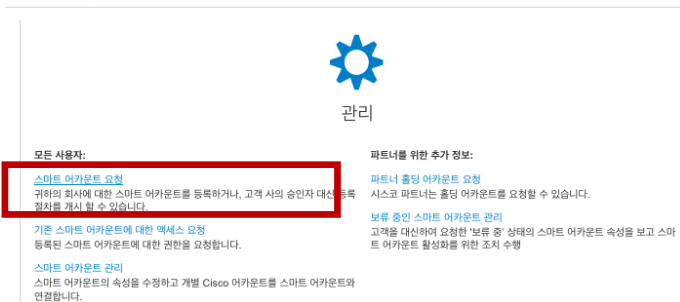 관리
모든 사용자:
스마트 어카운트 요청
귀하의 회사에 대한 스마트 어카운트를 등록하거나, 고객 사의 승인자 대신 등록
절차를 개시 할 수 있습니다.
기존 스마트 어카운트에 대한 액세스 요청
등록된 스마트 어카운트에 대한 권한을 요청합니다.
스마트 어카운트 관리
스마트 어카운트의 속성을 수정하고 개별 Cisco 어카운트를 스마트 어카운트와
연결합니다.
파트너를 위한 추가 정보:
파트너 홀딩 어카운트 요청
시스코 파트너는 홀딩 어카운트를 요청할 수 있습니다.
보류 중인 스마트 어카운트 관리
고객을 대신하여 요청한 '보류 중' 상태의 스마트 어카운트 속성을 보고 스마
트 어카운트 활성화를 위한 조치 수행